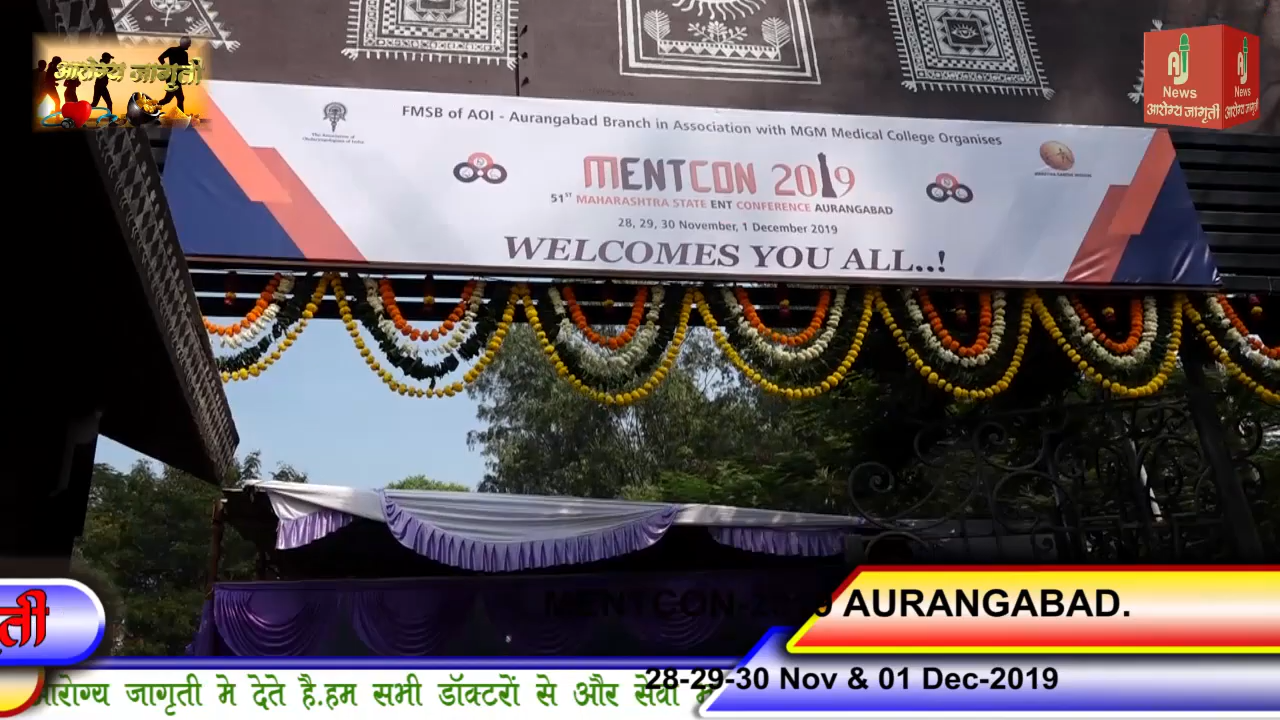 आरोग्य जागृती
AJ
News
आरोग्य जागृती
AJ
News
आरोग्य जागृती
FMSB of AOI - Aurangabad Branch in Association with MGM Medical College Organises
MENTCON 2019
51ST MAHARASHTRA STATE ENT CONFERENCE AURANGABAD
28, 29, 30 November, 1 December 2019
WELCOMES YOU ALL..!
AURANGABAD.
28-29-30 Nov & 01 Dec-2019
जागृती मे देते है.हम सभी डॉक्टरों से और